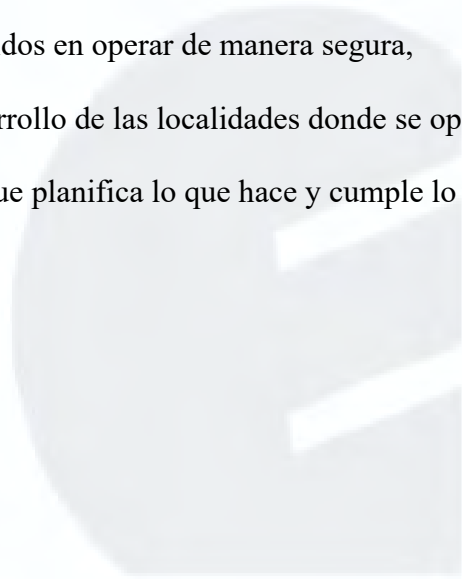 dos en operar de manera segura,
rrollo de las localidades donde se op
ue planifica lo que hace y cumple lo